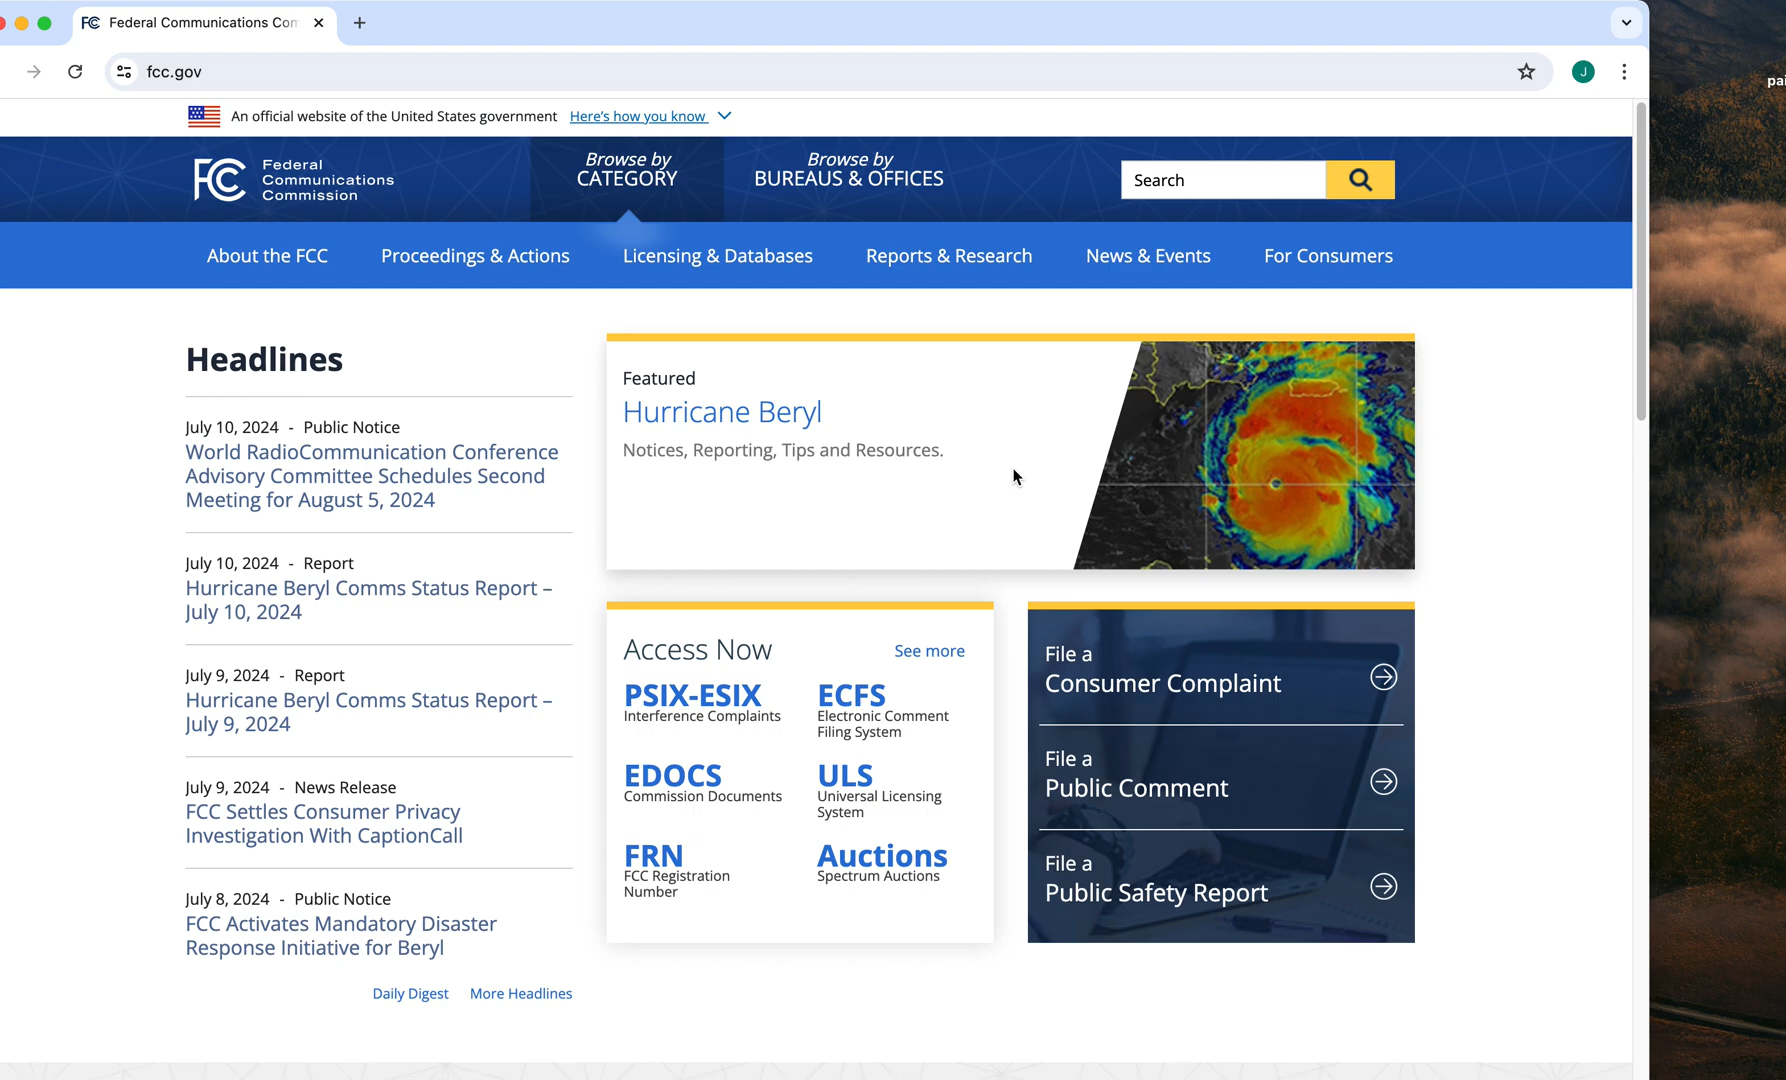 Federal Communications Com
fcc.gov
J
pai
An official website of the United States government Here's how you know
FCC Federal
Communications
Commission
Browse by
CATEGORY
Browse by
BUREAUS & OFFICES
Search
About the FCC
Proceedings & Actions
Licensing & Databases
Reports & Research
News & Events
For Consumers
Headlines
July 10, 2024 - Public Notice
World RadioCommunication Conference
Advisory Committee Schedules Second
Meeting for August 5, 2024
July 10, 2024 - Report
Hurricane Beryl Comms Status Report –
July 10, 2024
July 9, 2024 - Report
Hurricane Beryl Comms Status Report –
July 9, 2024
July 9, 2024 - News Release
FCC Settles Consumer Privacy
Investigation With CaptionCall
July 8, 2024 - Public Notice
FCC Activates Mandatory Disaster
Response Initiative for Beryl
Daily Digest More Headlines
Featured
Hurricane Beryl
Notices, Reporting, Tips and Resources.
Access Now
See more
PSIX-ESIX
Interference Complaints
ECFS
Electronic Comment
Filing System
EDOCS
Commission Documents
ULS
Universal Licensing
System
FRN
FCC Registration
Number
Auctions
Spectrum Auctions
File a
Consumer Complaint
File a
Public Comment
File a
Public Safety Report